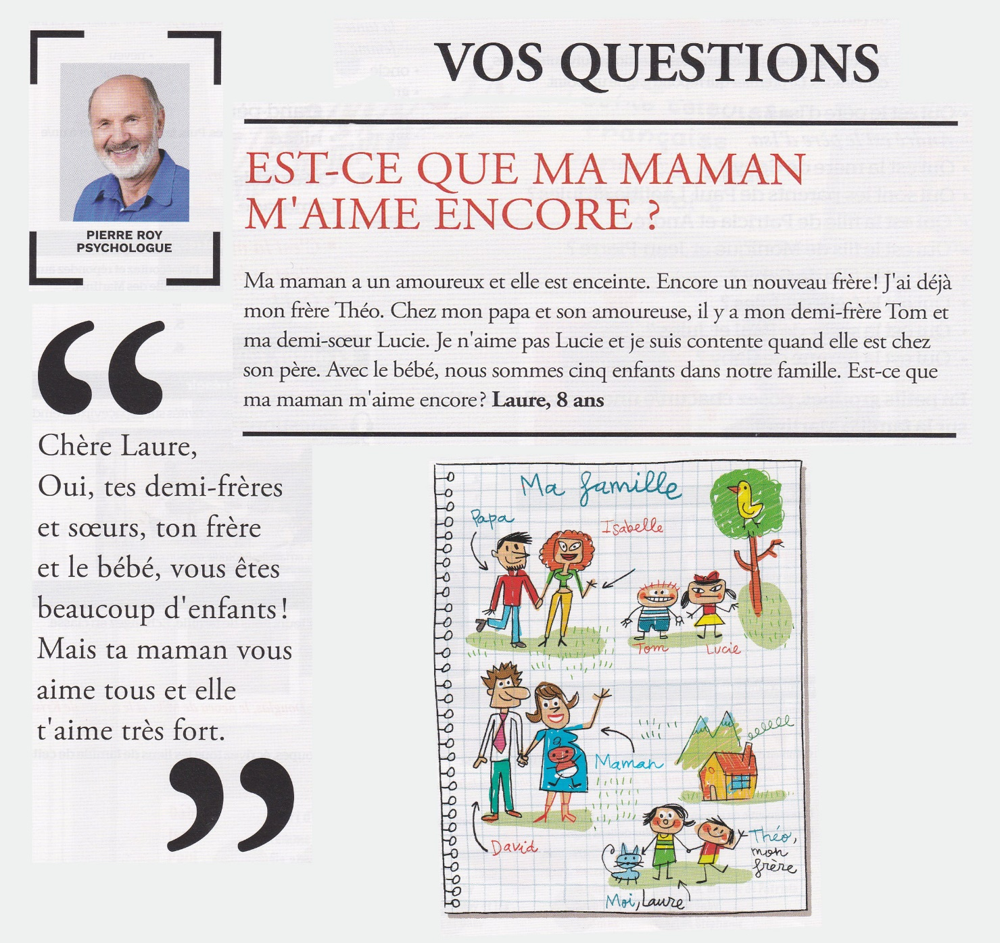 VOS QUESTIONS
PIERRE ROY
PSYCHOLOGUE
EST-CE QUE MA MAMAN
M'AIME ENCORE ?
Ma maman a un amoureux et elle est enceinte. Encore un nouveau frère! J'ai déjà
mon frère Théo. Chez mon papa et son amoureuse, il y a mon demi-frère Tom et
ma demi-sœur Lucie. Je n'aime pas Lucie et je suis contente quand elle est chez
son père. Avec le bébé, nous sommes cinq enfants dans notre famille. Est-ce que
ma maman m'aime encore? Laure, 8 ans
“
Chère Laure,
Oui, tes demi-frères
et sœurs, ton frère
et le bébé, vous êtes
beaucoup d'enfants!
Mais ta maman vous
aime tous et elle
t'aime très fort.
”
Ma famille
Papa
Isabelle
Tom
Lucie
Maman
David
Théo,
mon
frère
Moi, Laure